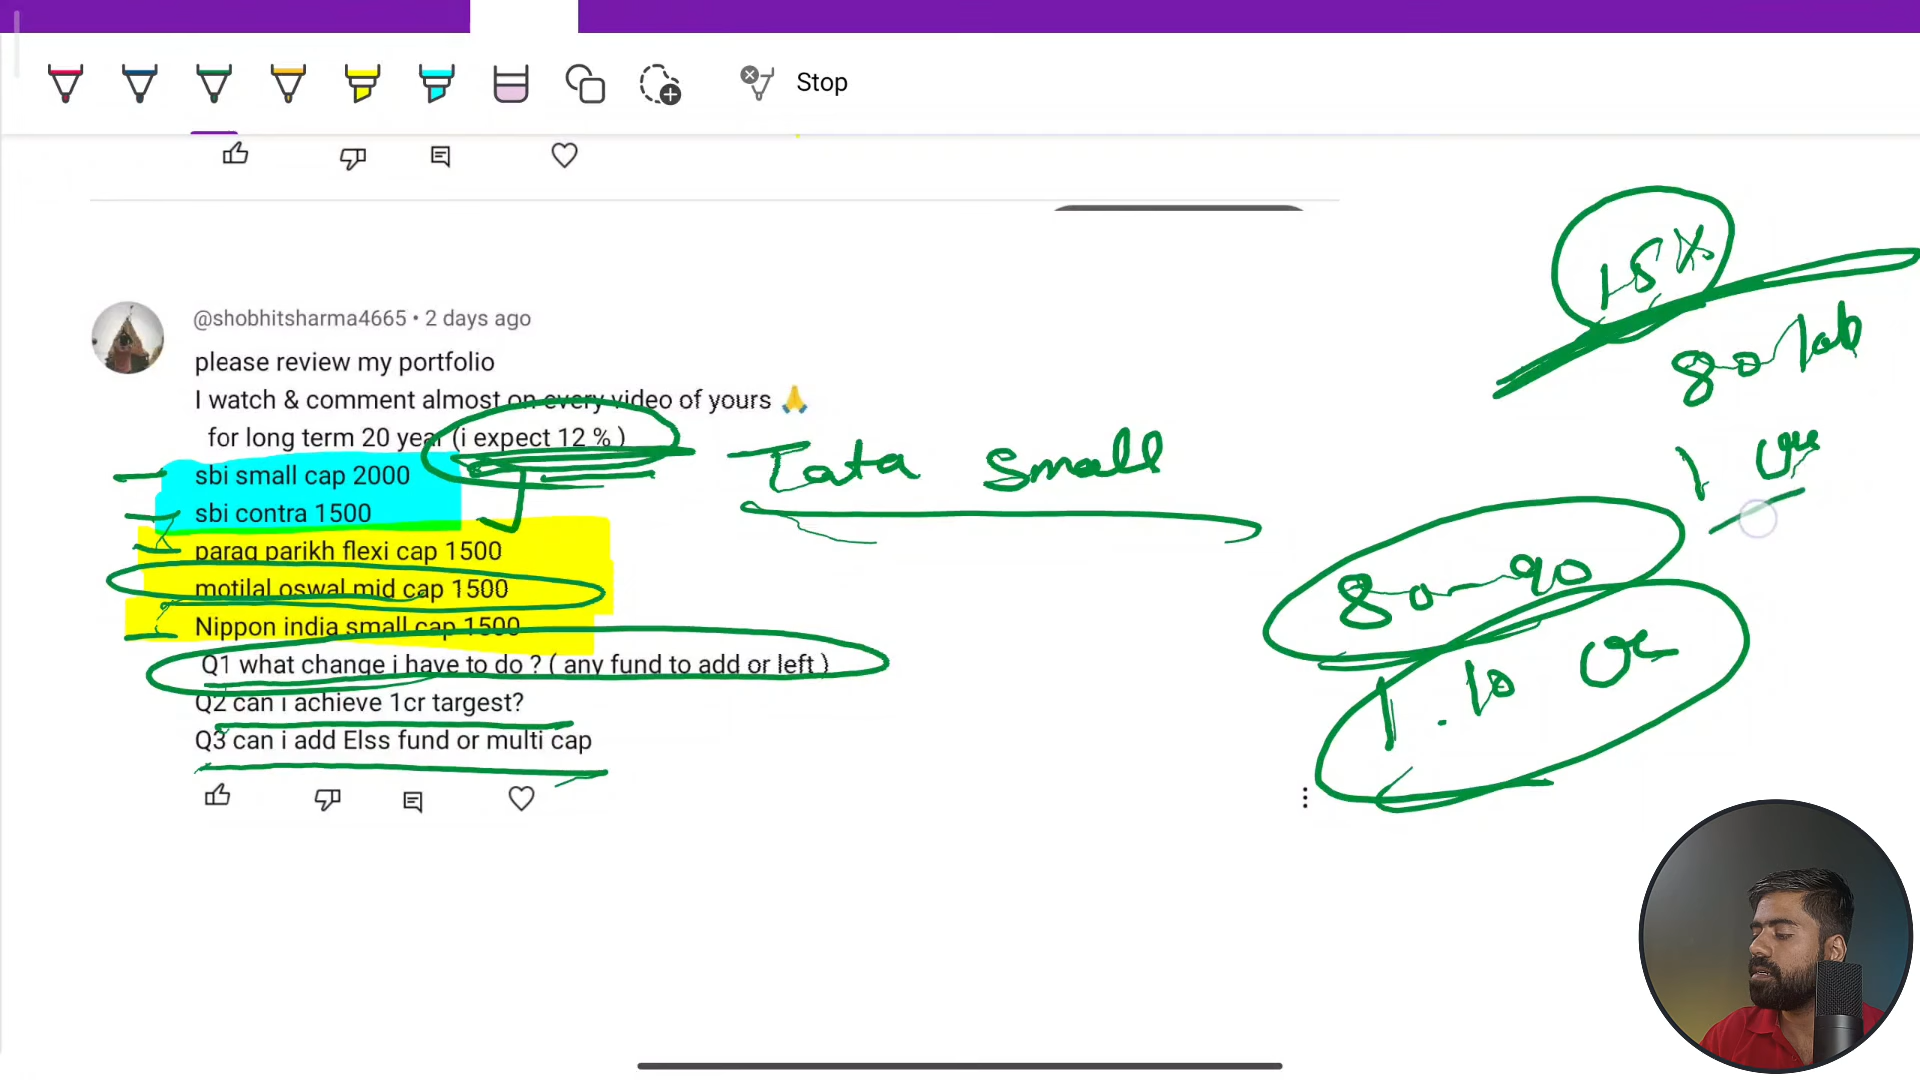 Stop
@shobhitsharma4665 • 2 days ago
please review my portfolio
I watch & comment almost on every video of yours 🙏
for long term 20 year (i expect 12 % )
sbi small cap 2000
sbi contra 1500
parag parikh flexi cap 1500
motilal oswal mid cap 1500
Nippon india small cap 1500
Q1 what change i have to do ? ( any fund to add or left )
Q2 can i achieve 1cr targest?
Q3 can i add Elss fund or multi cap
Tata Small
15%
80 lakh
1 cr
80-90
1.10 cr